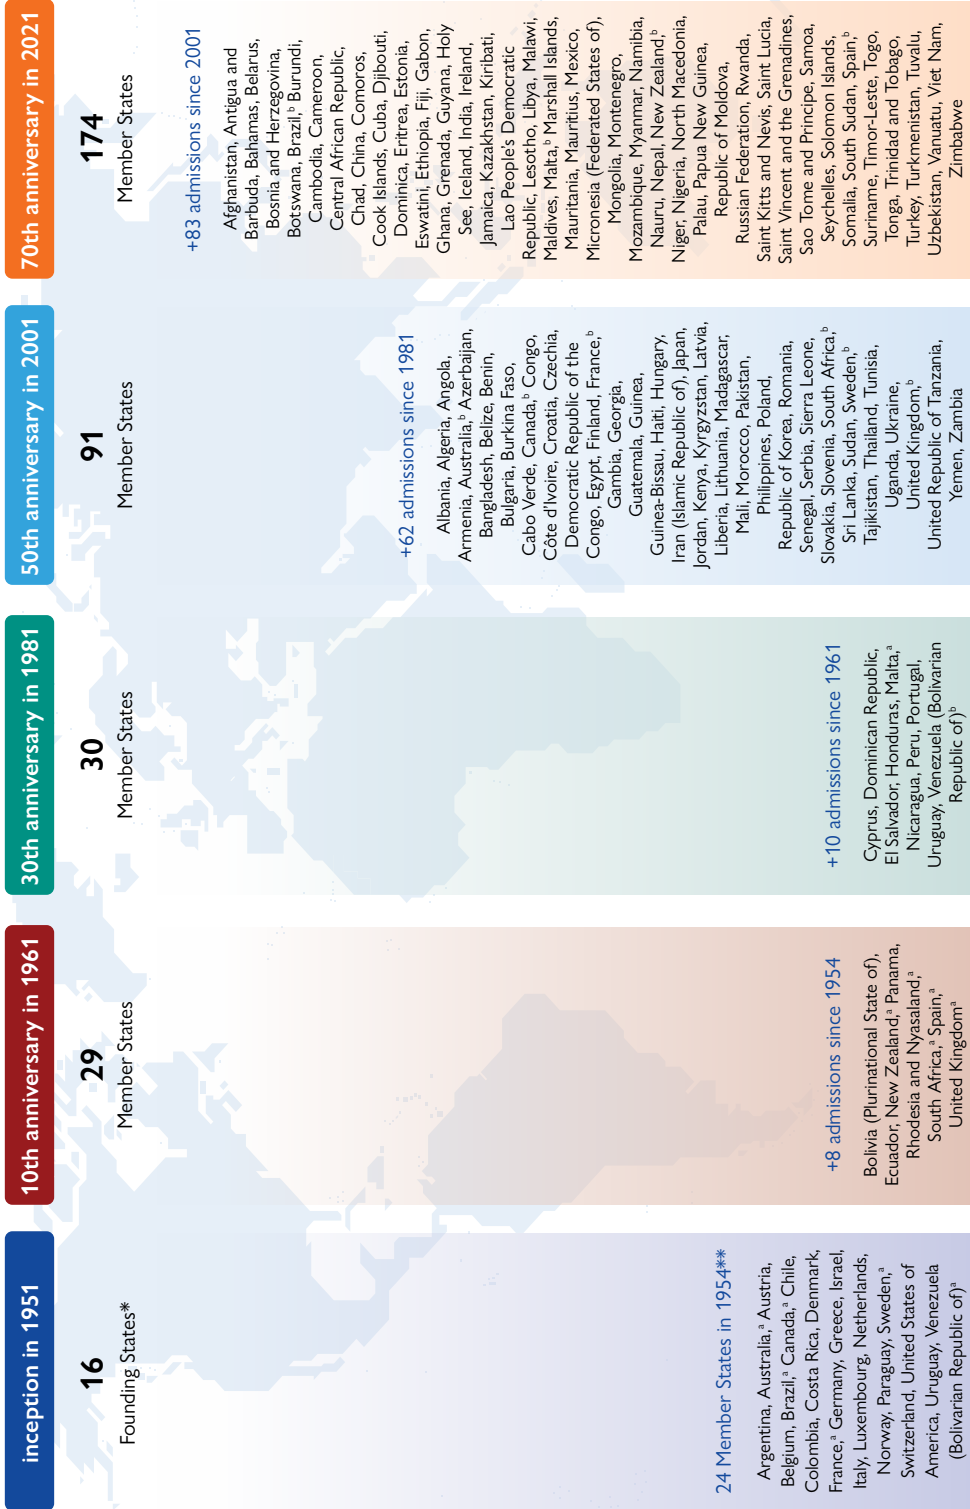 inception in 1951
16
Founding States*
24 Member States in 1954**
Argentina, Australia,ᵃ Austria,
Belgium, Brazil,ᵃ Canada,ᵃ Chile,
Colombia, Costa Rica, Denmark,
France,ᵃ Germany, Greece, Israel,
Italy, Luxembourg, Netherlands,
Norway, Paraguay, Sweden,ᵃ
Switzerland, United States of
America, Uruguay, Venezuela
(Bolivarian Republic of)ᵃ
10th anniversary in 1961
29
Member States
+8 admissions since 1954
Bolivia (Plurinational State of),
Ecuador, New Zealand,ᵃ Panama,
Rhodesia and Nyasaland,ᵃ
South Africa,ᵃ Spain,ᵃ
United Kingdomᵃ
30th anniversary in 1981
30
Member States
+10 admissions since 1961
Cyprus, Dominican Republic,
El Salvador, Honduras, Malta,ᵃ
Nicaragua, Peru, Portugal,
Uruguay, Venezuela (Bolivarian
Republic of)ᵇ
50th anniversary in 2001
91
Member States
+62 admissions since 1981
Albania, Algeria, Angola,
Armenia, Australia,ᵇ Azerbaijan,
Bangladesh, Belize, Benin,
Bulgaria, Burkina Faso,
Cabo Verde, Canada,ᵇ Congo,
Côte d'Ivoire, Croatia, Czechia,
Democratic Republic of the
Congo, Egypt, Finland, France,ᵇ
Gambia, Georgia,
Guatemala, Guinea,
Guinea-Bissau, Haiti, Hungary,
Iran (Islamic Republic of), Japan,
Jordan, Kenya, Kyrgyzstan, Latvia,
Liberia, Lithuania, Madagascar,
Mali, Morocco, Pakistan,
Philippines, Poland,
Republic of Korea, Romania,
Senegal, Serbia, Sierra Leone,
Slovakia, Slovenia, South Africa,ᵇ
Sri Lanka, Sudan, Sweden,ᵇ
Tajikistan, Thailand, Tunisia,
Uganda, Ukraine,
United Kingdom,ᵇ
United Republic of Tanzania,
Yemen, Zambia
70th anniversary in 2021
174
Member States
+83 admissions since 2001
Afghanistan, Antigua and
Barbuda, Bahamas, Belarus,
Bosnia and Herzegovina,
Botswana, Brazil,ᵇ Burundi,
Cambodia, Cameroon,
Central African Republic,
Chad, China, Comoros,
Cook Islands, Cuba, Djibouti,
Dominica, Eritrea, Estonia,
Eswatini, Ethiopia, Fiji, Gabon,
Ghana, Grenada, Guyana, Holy
See, Iceland, India, Ireland,
Jamaica, Kazakhstan, Kiribati,
Lao People's Democratic
Republic, Lesotho, Libya, Malawi,
Maldives, Malta,ᵇ Marshall Islands,
Mauritania, Mauritius, Mexico,
Micronesia (Federated States of),
Mongolia, Montenegro,
Mozambique, Myanmar, Namibia,
Nauru, Nepal, New Zealand,ᵇ
Niger, Nigeria, North Macedonia,
Palau, Papua New Guinea,
Republic of Moldova,
Russian Federation, Rwanda,
Saint Kitts and Nevis, Saint Lucia,
Saint Vincent and the Grenadines,
Sao Tome and Principe, Samoa,
Seychelles, Solomon Islands,
Somalia, South Sudan, Spain,ᵇ
Suriname, Timor-Leste, Togo,
Tonga, Trinidad and Tobago,
Turkey, Turkmenistan, Tuvalu,
Uzbekistan, Vanuatu, Viet Nam,
Zimbabwe